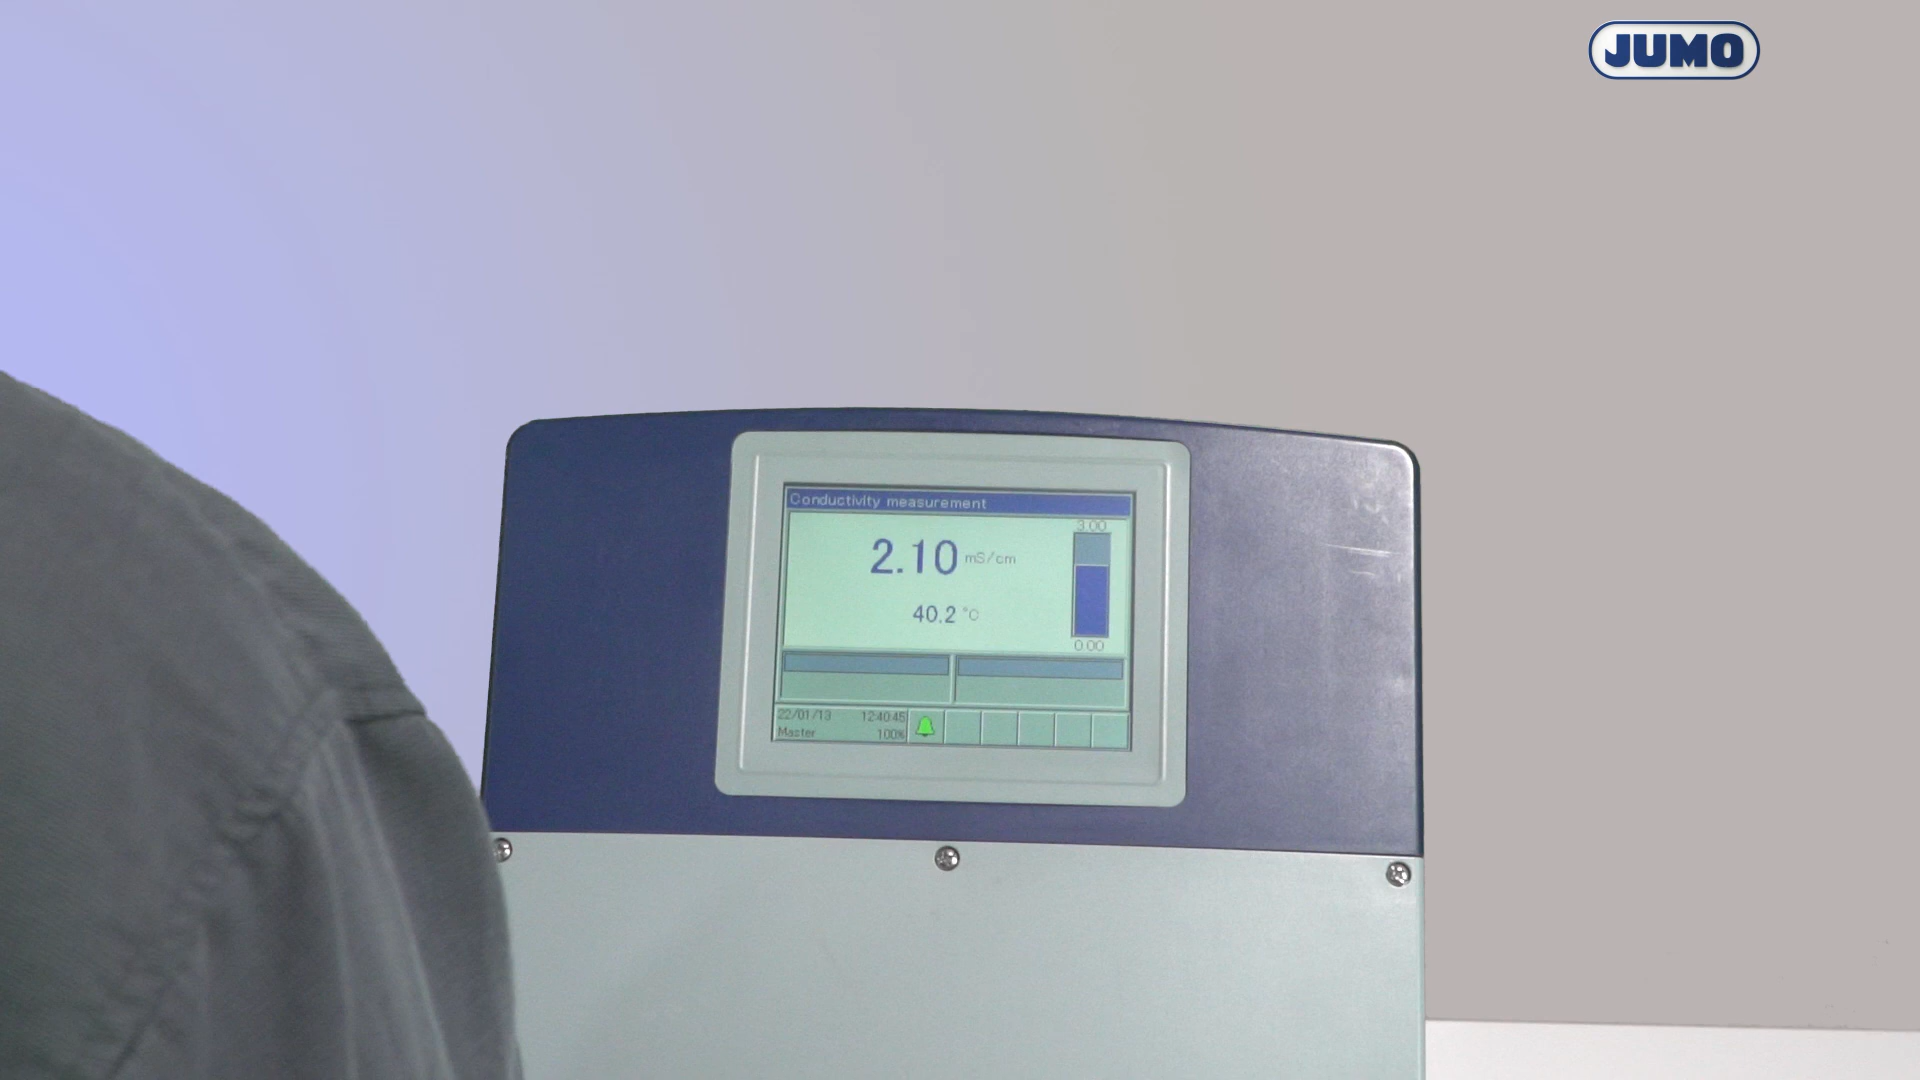 JUMO
Conductivity measurement
3.00
2.10 mS/cm
40.2 °C
0.00
22/01/13 12:40:45
Master 100%